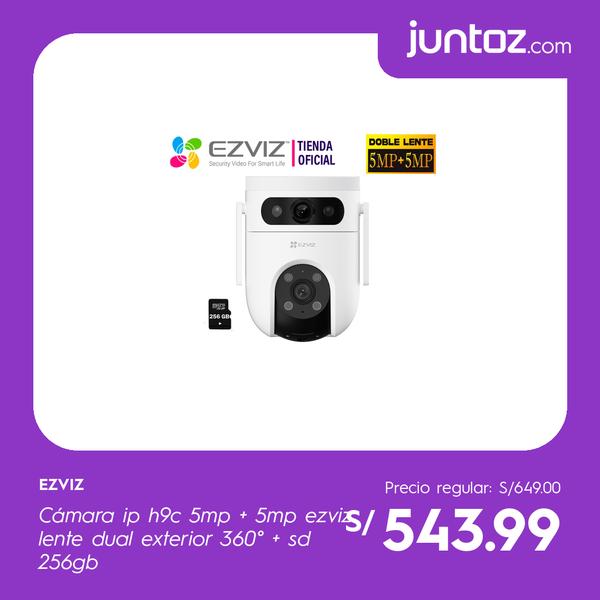 juntoz.com
EZVIZ TIENDA
Security Video For Smart Life OFICIAL
DOBLE LENTE
5MP+5MP
EZVIZ
256 GB
EZVIZ
Precio regular: S/649.00
Cámara ip h9c 5mp + 5mp ezviz
lente dual exterior 360° + sd
256gb
S/ 543.99